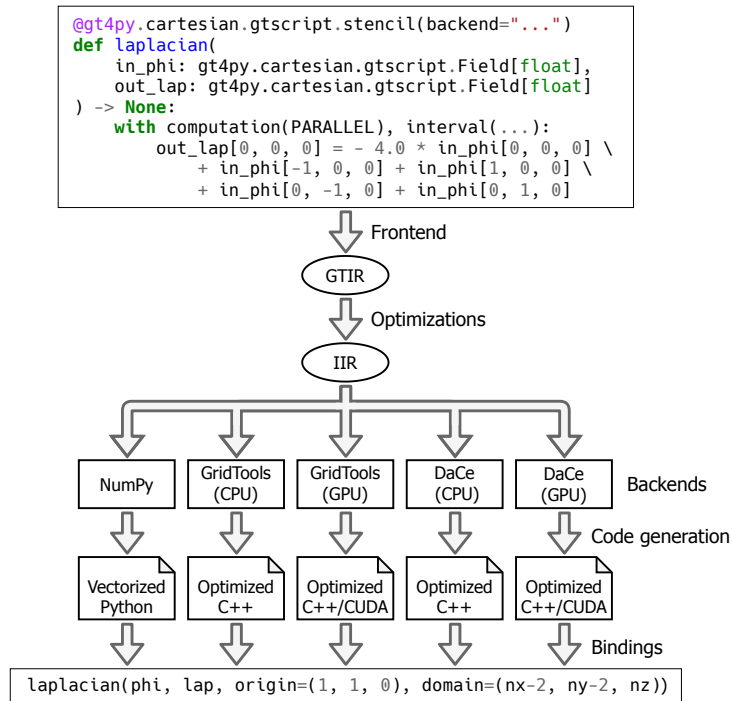 @gt4py.cartesian.gtscript.stencil(backend="...")
def laplacian(
    in_phi: gt4py.cartesian.gtscript.Field[float],
    out_lap: gt4py.cartesian.gtscript.Field[float]
) -> None:
    with computation(PARALLEL), interval(...):
        out_lap[0, 0, 0] = - 4.0 * in_phi[0, 0, 0] \
            + in_phi[-1, 0, 0] + in_phi[1, 0, 0] \
            + in_phi[0, -1, 0] + in_phi[0, 1, 0]
Frontend
GTIR
Optimizations
IIR
NumPy
GridTools
(CPU)
GridTools
(GPU)
DaCe
(CPU)
DaCe
(GPU)
Backends
Code generation
Vectorized
Python
Optimized
C++
Optimized
C++/CUDA
Optimized
C++
Optimized
C++/CUDA
Bindings
laplacian(phi, lap, origin=(1, 1, 0), domain=(nx-2, ny-2, nz))